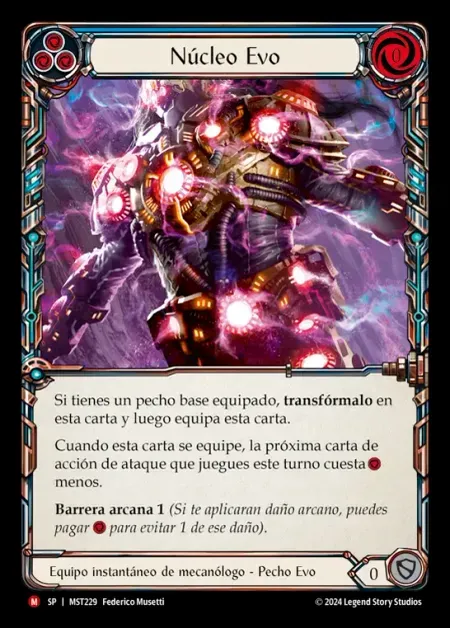 Núcleo Evo
0
Si tienes un pecho base equipado, transfórmalo en
esta carta y luego equipa esta carta.
Cuando esta carta se equipe, la próxima carta de
acción de ataque que juegues este turno cuesta
menos.
Barrera arcana 1 (Si te aplicaran daño arcano, puedes
pagar para evitar 1 de ese daño).
Equipo instantáneo de mecanólogo - Pecho Evo
0
M SP | MST229 Federico Musetti
© 2024 Legend Story Studios